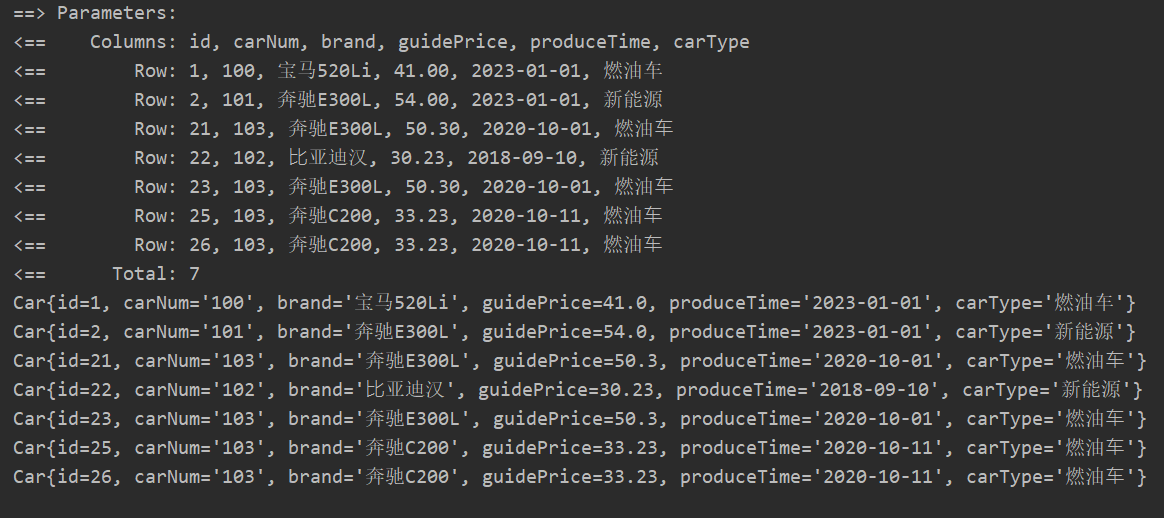 ==> Parameters:
<==    Columns: id, carNum, brand, guidePrice, produceTime, carType
<==        Row: 1, 100, 宝马520Li, 41.00, 2023-01-01, 燃油车
<==        Row: 2, 101, 奔驰E300L, 54.00, 2023-01-01, 新能源
<==        Row: 21, 103, 奔驰E300L, 50.30, 2020-10-01, 燃油车
<==        Row: 22, 102, 比亚迪汉, 30.23, 2018-09-10, 新能源
<==        Row: 23, 103, 奔驰E300L, 50.30, 2020-10-01, 燃油车
<==        Row: 25, 103, 奔驰C200, 33.23, 2020-10-11, 燃油车
<==        Row: 26, 103, 奔驰C200, 33.23, 2020-10-11, 燃油车
<==      Total: 7
Car{id=1, carNum='100', brand='宝马520Li', guidePrice=41.0, produceTime='2023-01-01', carType='燃油车'}
Car{id=2, carNum='101', brand='奔驰E300L', guidePrice=54.0, produceTime='2023-01-01', carType='新能源'}
Car{id=21, carNum='103', brand='奔驰E300L', guidePrice=50.3, produceTime='2020-10-01', carType='燃油车'}
Car{id=22, carNum='102', brand='比亚迪汉', guidePrice=30.23, produceTime='2018-09-10', carType='新能源'}
Car{id=23, carNum='103', brand='奔驰E300L', guidePrice=50.3, produceTime='2020-10-01', carType='燃油车'}
Car{id=25, carNum='103', brand='奔驰C200', guidePrice=33.23, produceTime='2020-10-11', carType='燃油车'}
Car{id=26, carNum='103', brand='奔驰C200', guidePrice=33.23, produceTime='2020-10-11', carType='燃油车'}